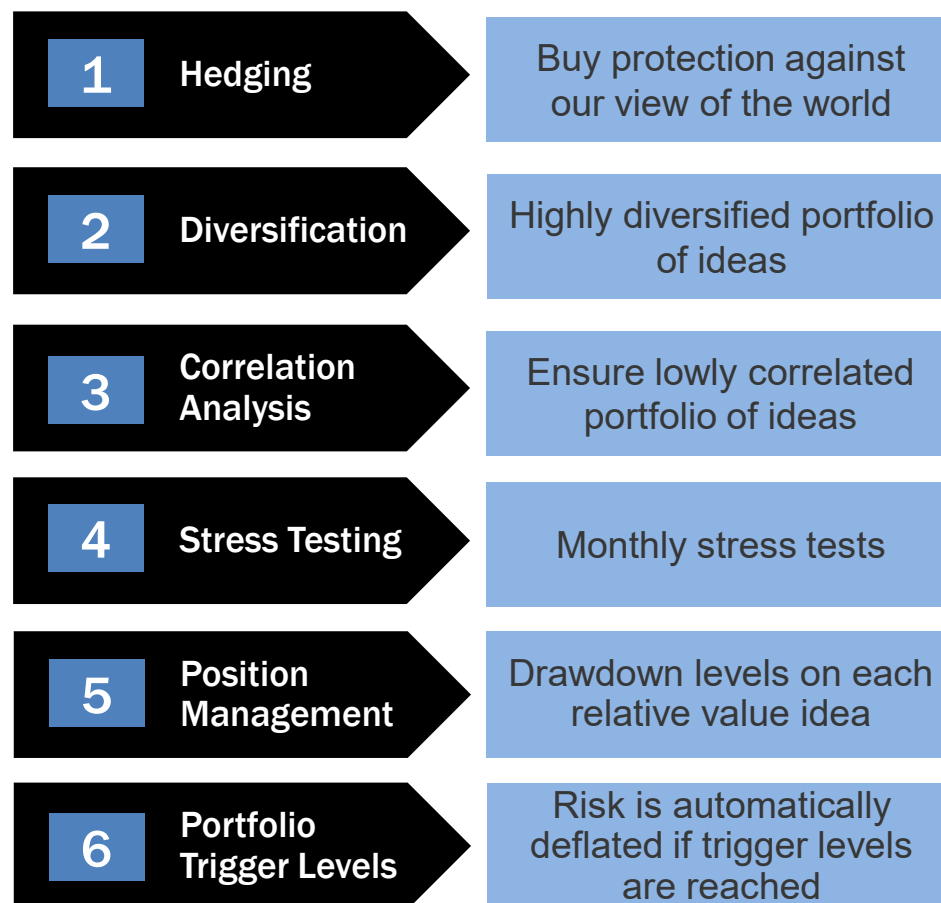 1
Hedging
Buy protection against
our view of the world
2
Diversification
Highly diversified portfolio
of ideas
3
Correlation
Analysis
Ensure lowly correlated
portfolio of ideas
4
Stress Testing
Monthly stress tests
5
Position
Management
Drawdown levels on each
relative value idea
6
Portfolio
Trigger Levels
Risk is automatically
deflated if trigger levels
are reached